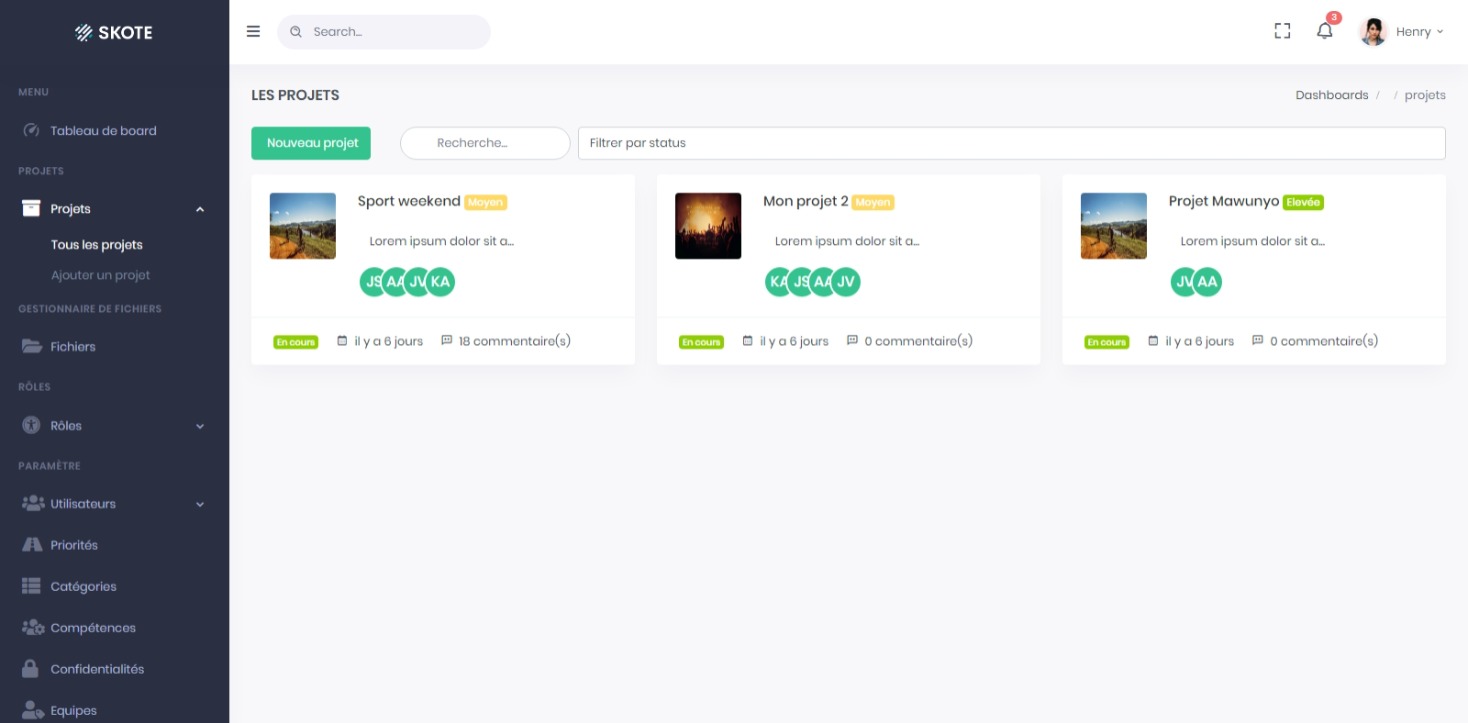 SKOTE
Search...
3
Henry
MENU
Tableau de board
PROJETS
Projets
Tous les projets
Ajouter un projet
GESTIONNAIRE DE FICHIERS
Fichiers
RÔLES
Rôles
PARAMÈTRE
Utilisateurs
Priorités
Catégories
Compétences
Confidentialités
Equipes
LES PROJETS
Dashboards / / projets
Nouveau projet
Recherche...
Filtrer par status
Sport weekend Moyen
Lorem ipsum dolor sit a...
JS AA JV KA
En cours il y a 6 jours 18 commentaire(s)
Mon projet 2 Moyen
Lorem ipsum dolor sit a...
KA JS AA JV
En cours il y a 6 jours 0 commentaire(s)
Projet Mawunyo Elevée
Lorem ipsum dolor sit a...
JV AA
En cours il y a 6 jours 0 commentaire(s)